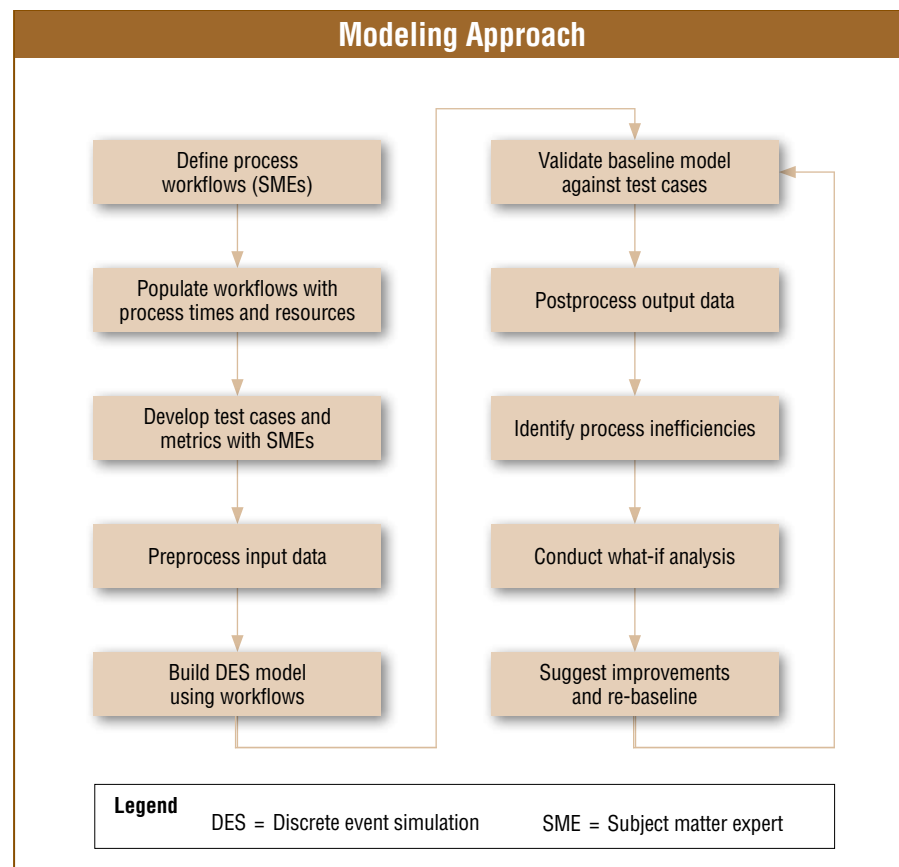 Modeling Approach
Define process
workflows (SMEs)
Populate workflows with
process times and resources
Develop test cases and
metrics with SMEs
Preprocess input data
Build DES model
using workflows
Validate baseline model
against test cases
Postprocess output data
Identify process inefficiencies
Conduct what-if analysis
Suggest improvements
and re-baseline
Legend
DES = Discrete event simulation
SME = Subject matter expert